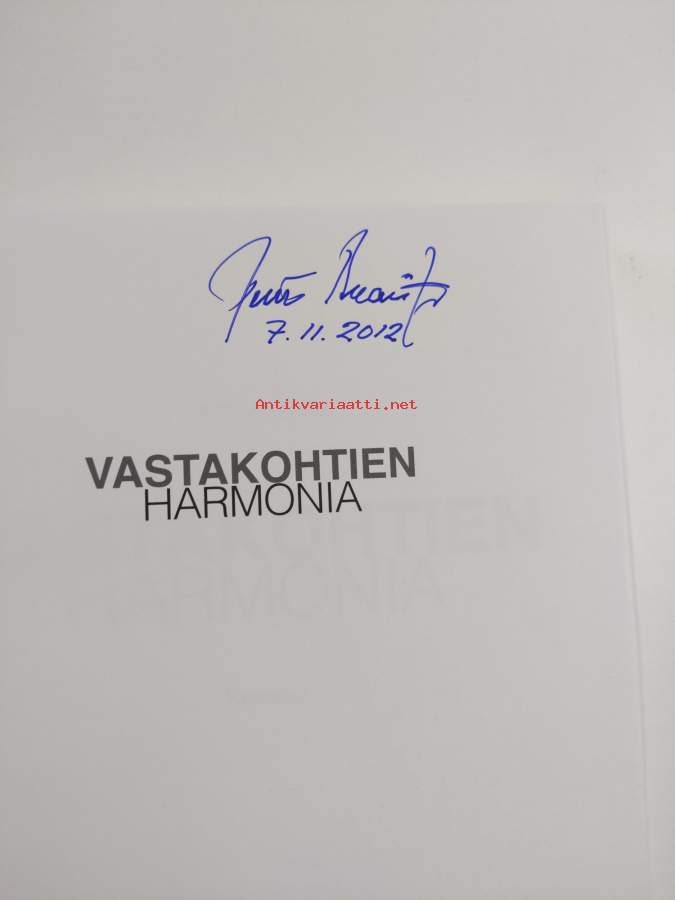 7.11.2012
Antikvariaatti.net
VASTAKOHTIEN
HARMONIA